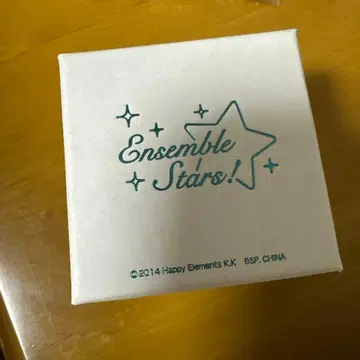 Ensemble
Stars!
©2014 Happy Elements K.K BSP, CHINA